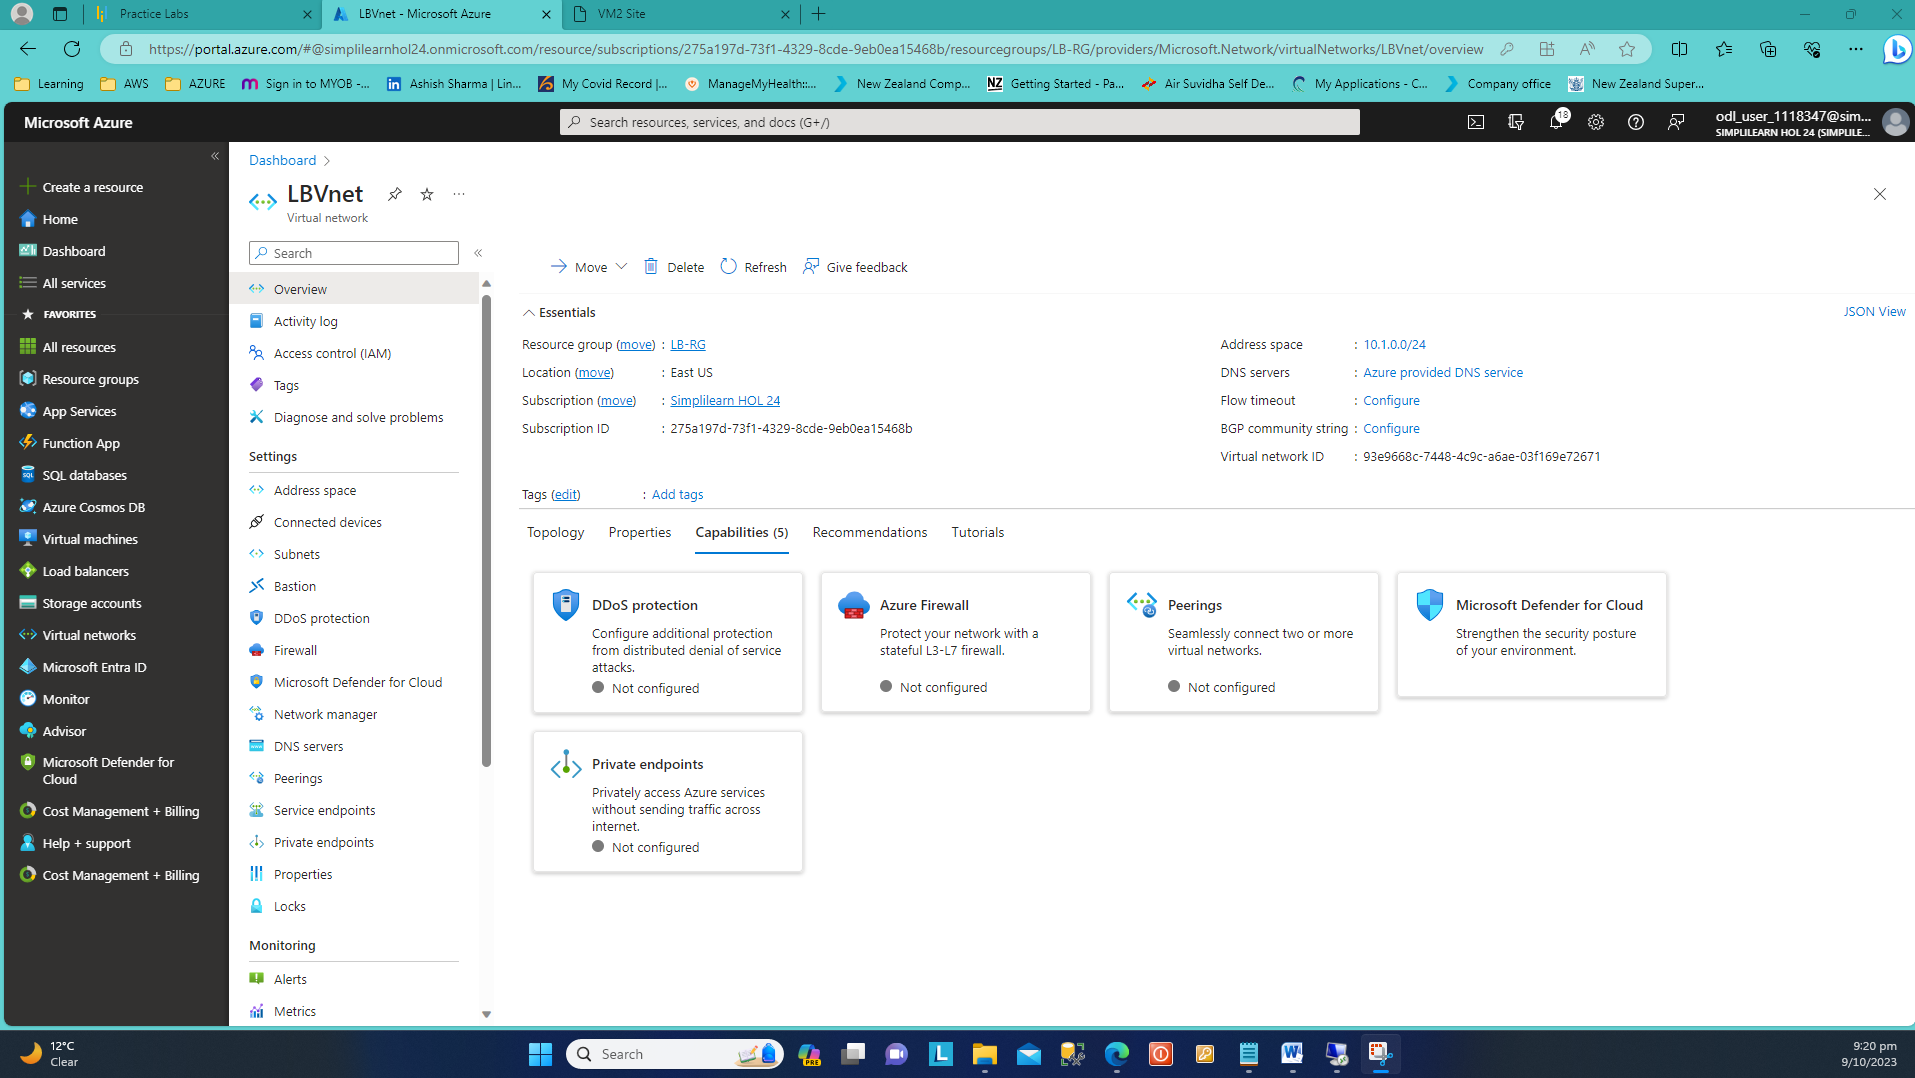 Practice Labs
LBVnet - Microsoft Azure
VM2 Site
https://portal.azure.com/#@simplilearnhol24.onmicrosoft.com/resource/subscriptions/275a197d-73f1-4329-8cde-9eb0ea15468b/resourcegroups/LB-RG/providers/Microsoft.Network/virtualNetworks/LBVnet/overview
Learning
AWS
AZURE
Sign in to MYOB -...
Ashish Sharma | Lin...
My Covid Record |...
ManageMyHealth::...
New Zealand Comp...
Getting Started - Pa...
Air Suvidha Self De...
My Applications - C...
Company office
New Zealand Super...
Microsoft Azure
Search resources, services, and docs (G+/)
18
odl_user_1118347@sim...
SIMPLILEARN HOL 24 (SIMPLILE...
Create a resource
Home
Dashboard
All services
FAVORITES
All resources
Resource groups
App Services
Function App
SQL databases
Azure Cosmos DB
Virtual machines
Load balancers
Storage accounts
Virtual networks
Microsoft Entra ID
Monitor
Advisor
Microsoft Defender for
Cloud
Cost Management + Billing
Help + support
Cost Management + Billing
Dashboard
LBVnet
Virtual network
Search
Overview
Activity log
Access control (IAM)
Tags
Diagnose and solve problems
Settings
Address space
Connected devices
Subnets
Bastion
DDoS protection
Firewall
Microsoft Defender for Cloud
Network manager
DNS servers
Peerings
Service endpoints
Private endpoints
Properties
Locks
Monitoring
Alerts
Metrics
Move
Delete
Refresh
Give feedback
Essentials
JSON View
Resource group (move) : LB-RG
Location (move) : East US
Subscription (move) : Simplilearn HOL 24
Subscription ID : 275a197d-73f1-4329-8cde-9eb0ea15468b
Address space : 10.1.0.0/24
DNS servers : Azure provided DNS service
Flow timeout : Configure
BGP community string : Configure
Virtual network ID : 93e9668c-7448-4c9c-a6ae-03f169e72671
Tags (edit) : Add tags
Topology
Properties
Capabilities (5)
Recommendations
Tutorials
DDoS protection
Configure additional protection
from distributed denial of service
attacks.
Not configured
Azure Firewall
Protect your network with a
stateful L3-L7 firewall.
Not configured
Peerings
Seamlessly connect two or more
virtual networks.
Not configured
Microsoft Defender for Cloud
Strengthen the security posture
of your environment.
Private endpoints
Privately access Azure services
without sending traffic across
internet.
Not configured
12°C
Clear
Search
PRE
9:20 pm
9/10/2023